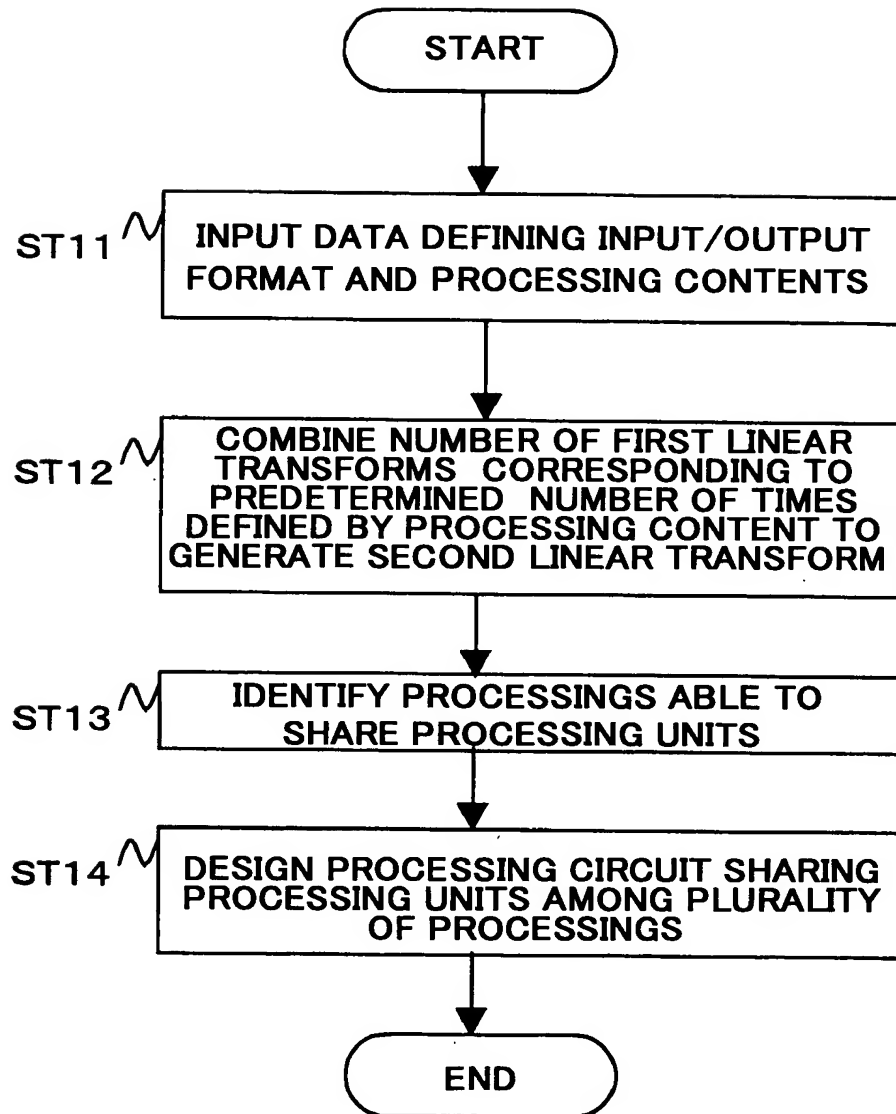 START
ST11
INPUT DATA DEFINING INPUT/OUTPUT
FORMAT AND PROCESSING CONTENTS
ST12
COMBINE NUMBER OF FIRST LINEAR
TRANSFORMS CORRESPONDING TO
PREDETERMINED NUMBER OF TIMES
DEFINED BY PROCESSING CONTENT TO
GENERATE SECOND LINEAR TRANSFORM
ST13
IDENTIFY PROCESSINGS ABLE TO
SHARE PROCESSING UNITS
ST14
DESIGN PROCESSING CIRCUIT SHARING
PROCESSING UNITS AMONG PLURALITY
OF PROCESSINGS
END